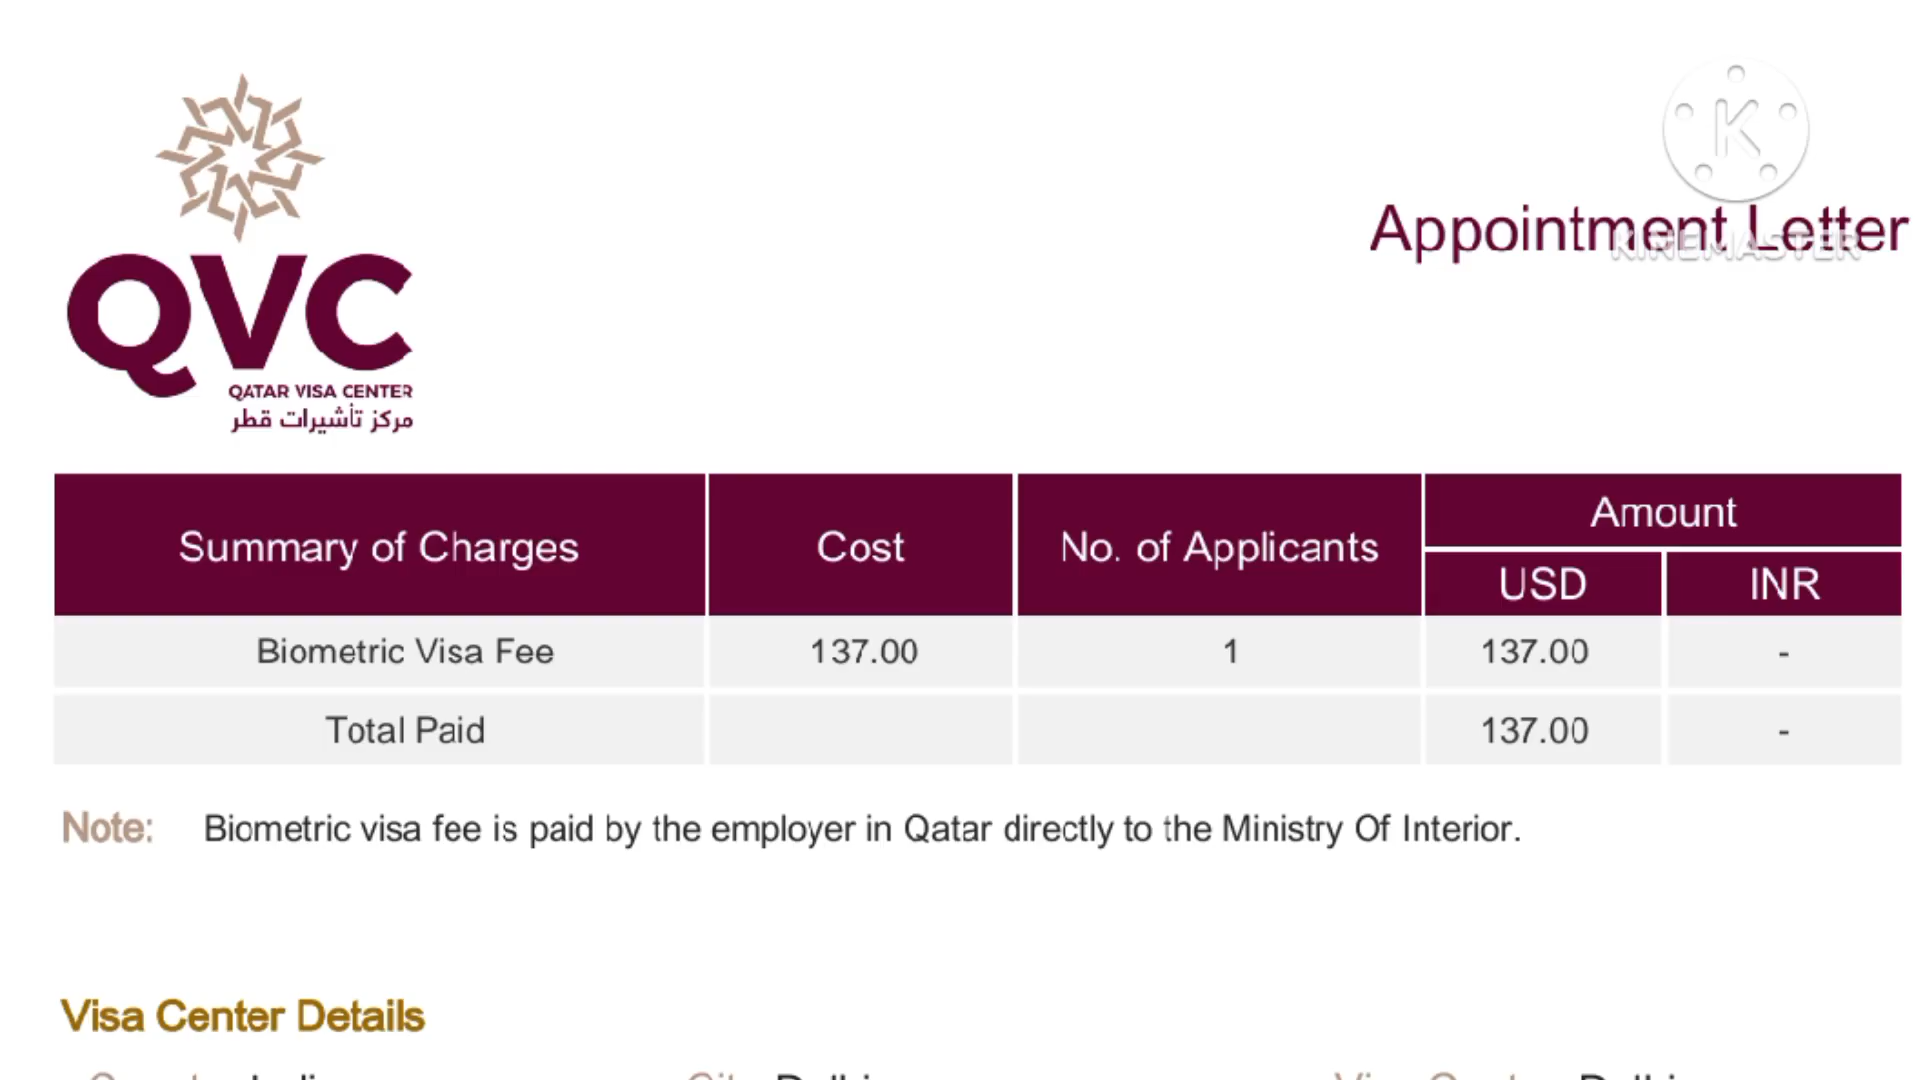 QVC
QATAR VISA CENTER
مركز تأشيرات قطر
K
KINEMASTER
Appointment Letter
Summary of Charges Cost No. of Applicants Amount
USD INR
Biometric Visa Fee 137.00 1 137.00 -
Total Paid 137.00 -
Note: Biometric visa fee is paid by the employer in Qatar directly to the Ministry Of Interior.
Visa Center Details